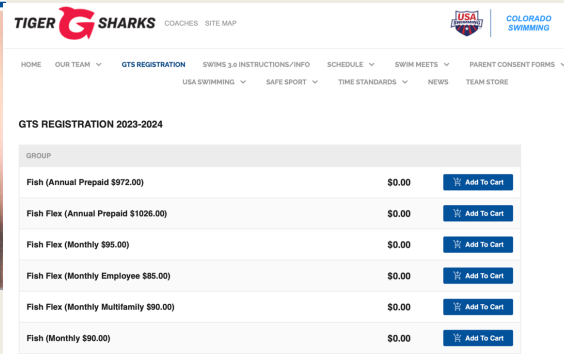 TIGER SHARKS COACHES SITE MAP
USA
SWIMMING
COLORADO
SWIMMING
HOME OUR TEAM GTS REGISTRATION SWIMS 3.0 INSTRUCTIONS/INFO SCHEDULE SWIM MEETS PARENT CONSENT FORMS
USA SWIMMING SAFE SPORT TIME STANDARDS NEWS TEAM STORE
GTS REGISTRATION 2023-2024
GROUP
Fish (Annual Prepaid $972.00) $0.00 Add To Cart
Fish Flex (Annual Prepaid $1026.00) $0.00 Add To Cart
Fish Flex (Monthly $95.00) $0.00 Add To Cart
Fish Flex (Monthly Employee $85.00) $0.00 Add To Cart
Fish Flex (Monthly Multifamily $90.00) $0.00 Add To Cart
Fish (Monthly $90.00) $0.00 Add To Cart